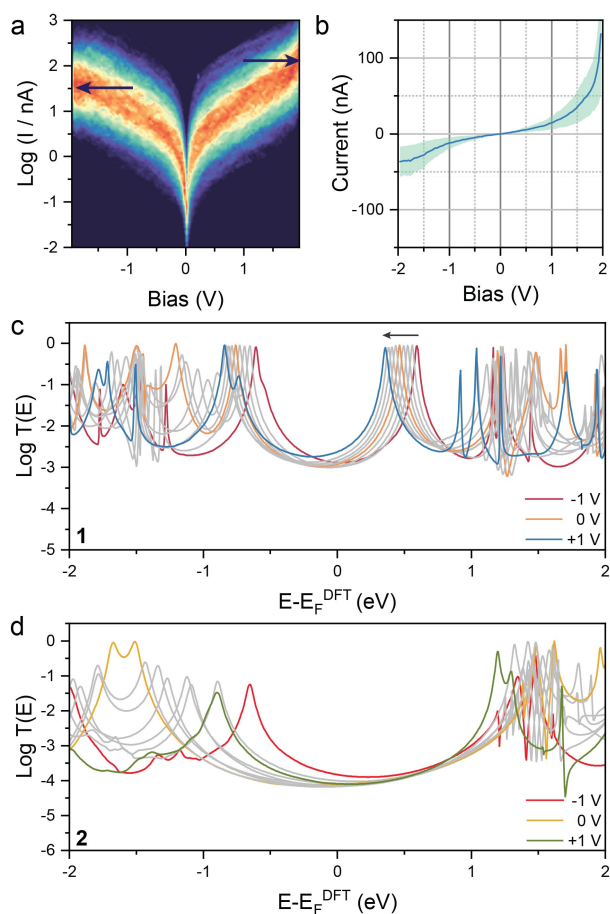 a
b
3
2
1
0
-1
-2
Log (I / nA)
-1
0
1
Bias (V)
100
0
-100
Current (nA)
-2
-1
0
1
2
Bias (V)
c
0
-1
-2
-3
-4
-5
Log T(E)
-1 V
0 V
+1 V
1
-2
-1
0
1
2
E-E_F^DFT (eV)
d
0
-1
-2
-3
-4
-5
-6
Log T(E)
-1 V
0 V
+1 V
2
-2
-1
0
1
2
E-E_F^DFT (eV)